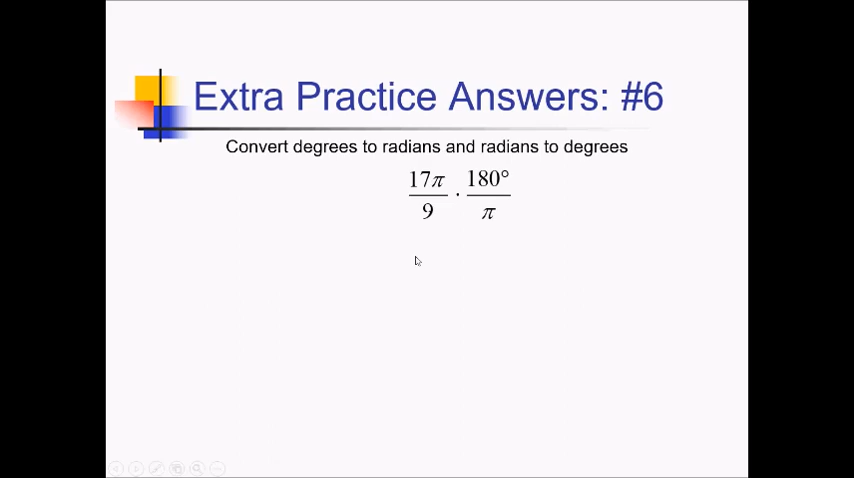 Extra Practice Answers: #6
Convert degrees to radians and radians to degrees
17π/9 · 180°/π